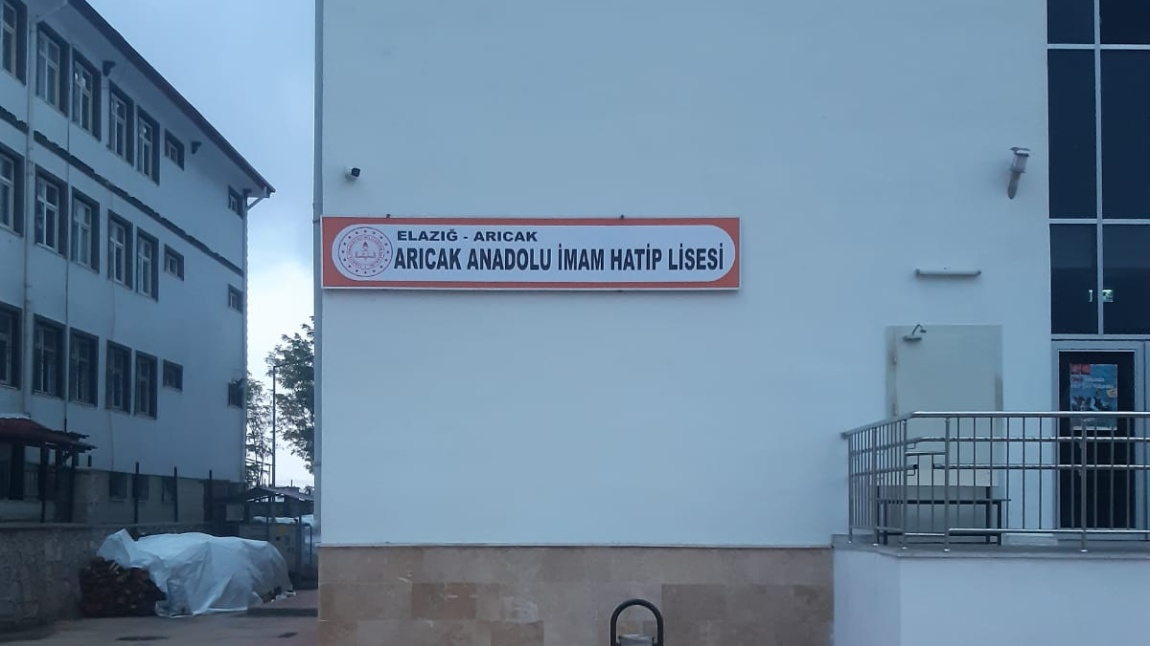 ELAZIĞ - ARICAK
ARICAK ANADOLU İMAM HATİP LİSESİ